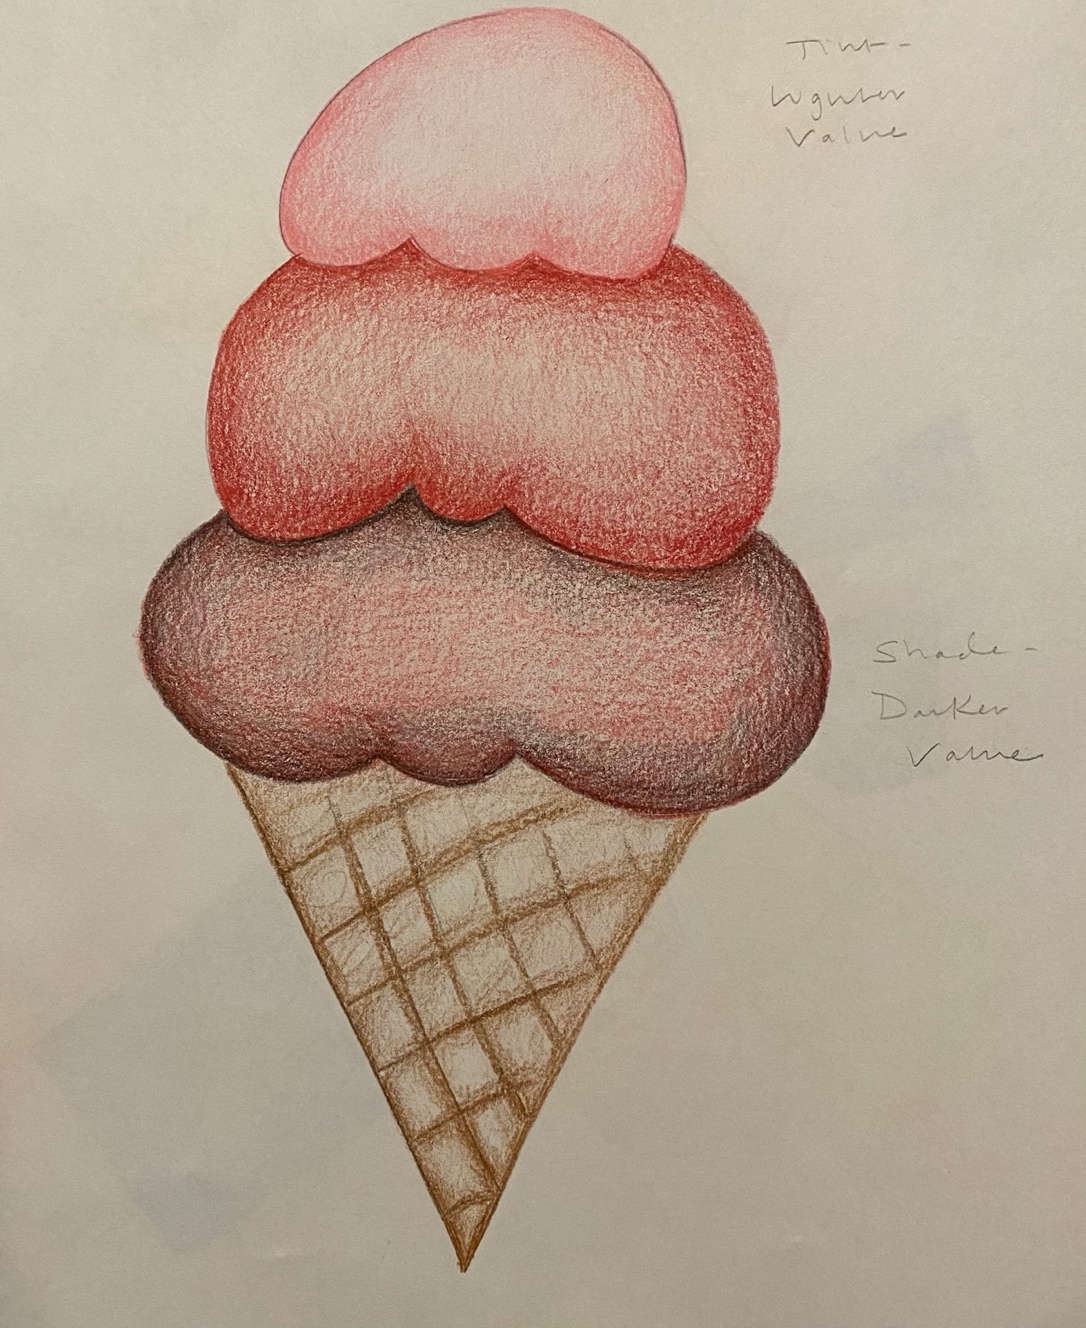 Tint -
Lighter
Value
Shade -
Darker
Value